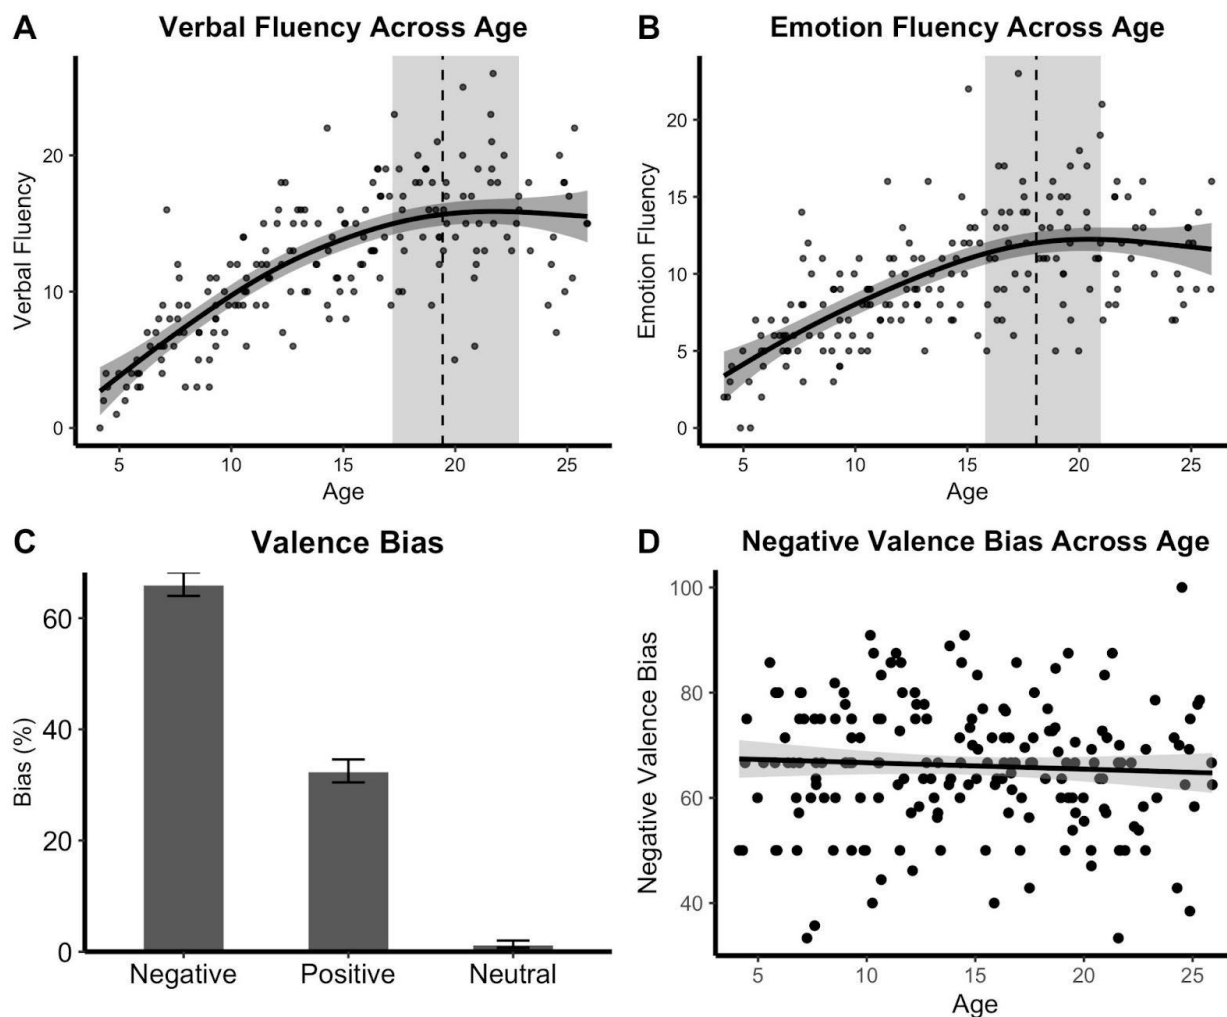 A Verbal Fluency Across Age
Verbal Fluency
20
10
0
5 10 15 20 25
Age
B Emotion Fluency Across Age
Emotion Fluency
20
15
10
5
0
5 10 15 20 25
Age
C Valence Bias
Bias (%)
60
40
20
0
Negative Positive Neutral
D Negative Valence Bias Across Age
Negative Valence Bias
100
80
60
40
5 10 15 20 25
Age